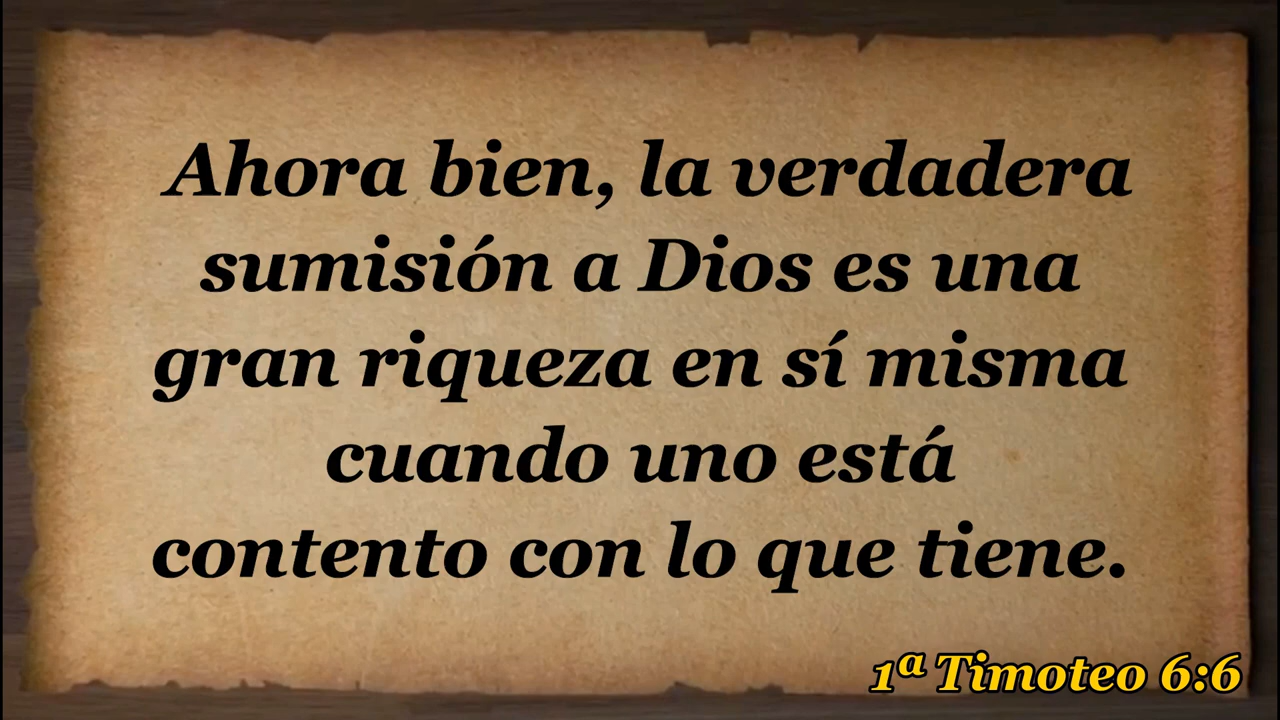 Ahora bien, la verdadera
sumisión a Dios es una
gran riqueza en sí misma
cuando uno está
contento con lo que tiene.
1ª Timoteo 6:6